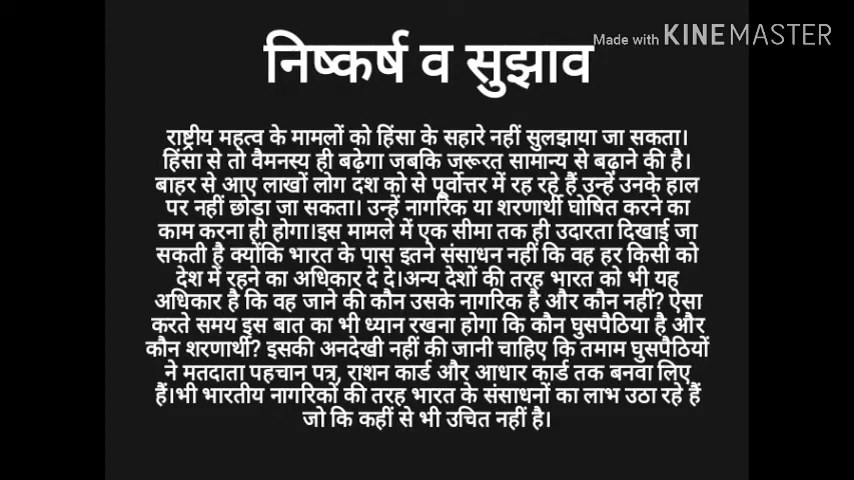 Made with KINEMASTER
निष्कर्ष व सुझाव
राष्ट्रीय महत्व के मामलों को हिंसा के सहारे नहीं सुलझाया जा सकता।
हिंसा से तो वैमनस्य ही बढ़ेगा जबकि जरूरत सामान्य से बढ़ाने की है।
बाहर से आए लाखों लोग दश को से पूर्वोत्तर में रह रहे हैं उन्हें उनके हाल
पर नहीं छोड़ा जा सकता। उन्हें नागरिक या शरणार्थी घोषित करने का
काम करना ही होगा।इस मामले में एक सीमा तक ही उदारता दिखाई जा
सकती है क्योंकि भारत के पास इतने संसाधन नहीं कि वह हर किसी को
देश में रहने का अधिकार दे दे।अन्य देशों की तरह भारत को भी यह
अधिकार है कि वह जाने की कौन उसके नागरिक है और कौन नहीं? ऐसा
करते समय इस बात का भी ध्यान रखना होगा कि कौन घुसपैठिया है और
कौन शरणार्थी? इसकी अनदेखी नहीं की जानी चाहिए कि तमाम घुसपैठियों
ने मतदाता पहचान पत्र, राशन कार्ड और आधार कार्ड तक बनवा लिए
हैं।भी भारतीय नागरिकों की तरह भारत के संसाधनों का लाभ उठा रहे हैं
जो कि कहीं से भी उचित नहीं है।